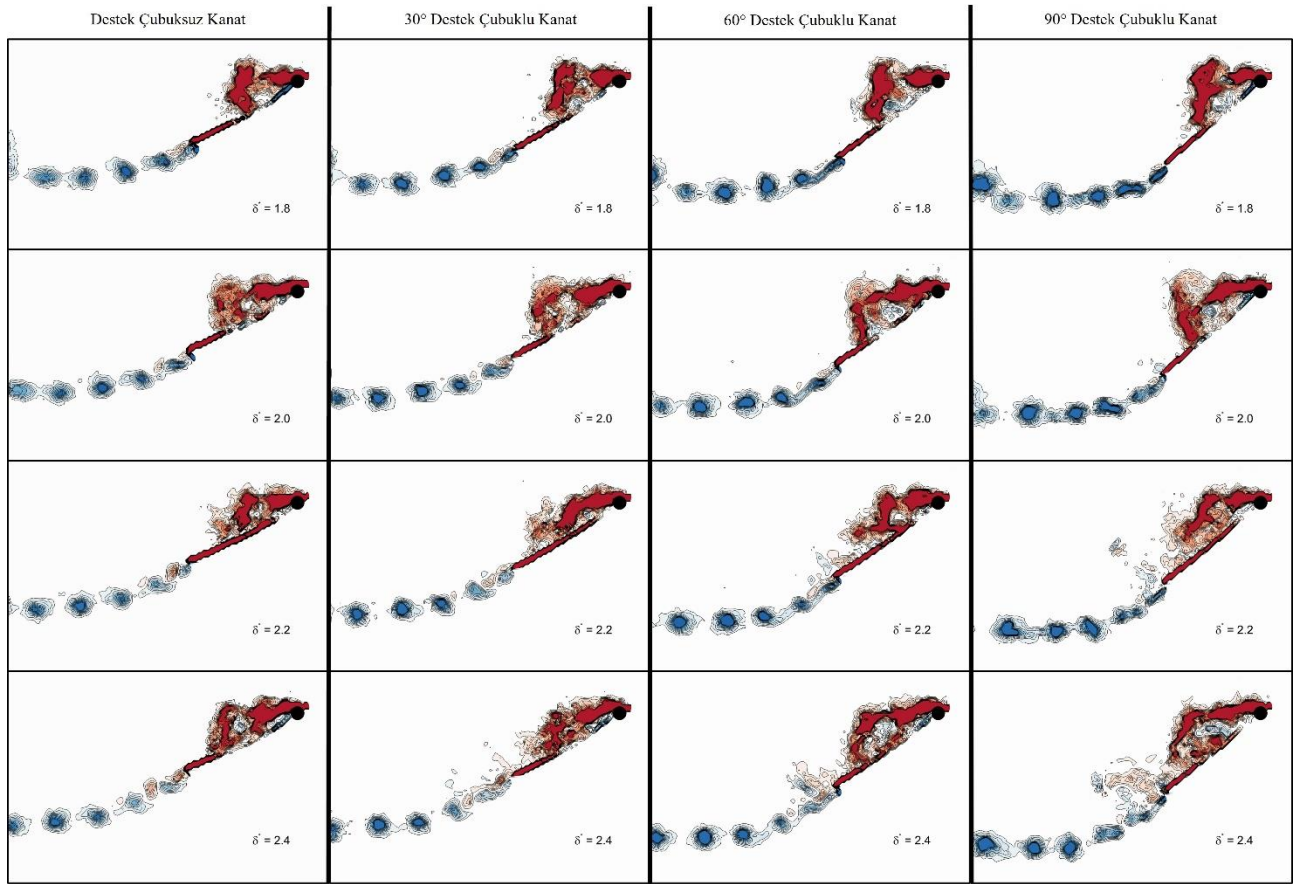 Destek Çubuksuz Kanat
30° Destek Çubuklu Kanat
60° Destek Çubuklu Kanat
90° Destek Çubuklu Kanat
δ* = 1.8
δ* = 1.8
δ* = 1.8
δ* = 1.8
δ* = 2.0
δ* = 2.0
δ* = 2.0
δ* = 2.0
δ* = 2.2
δ* = 2.2
δ* = 2.2
δ* = 2.2
δ* = 2.4
δ* = 2.4
δ* = 2.4
δ* = 2.4